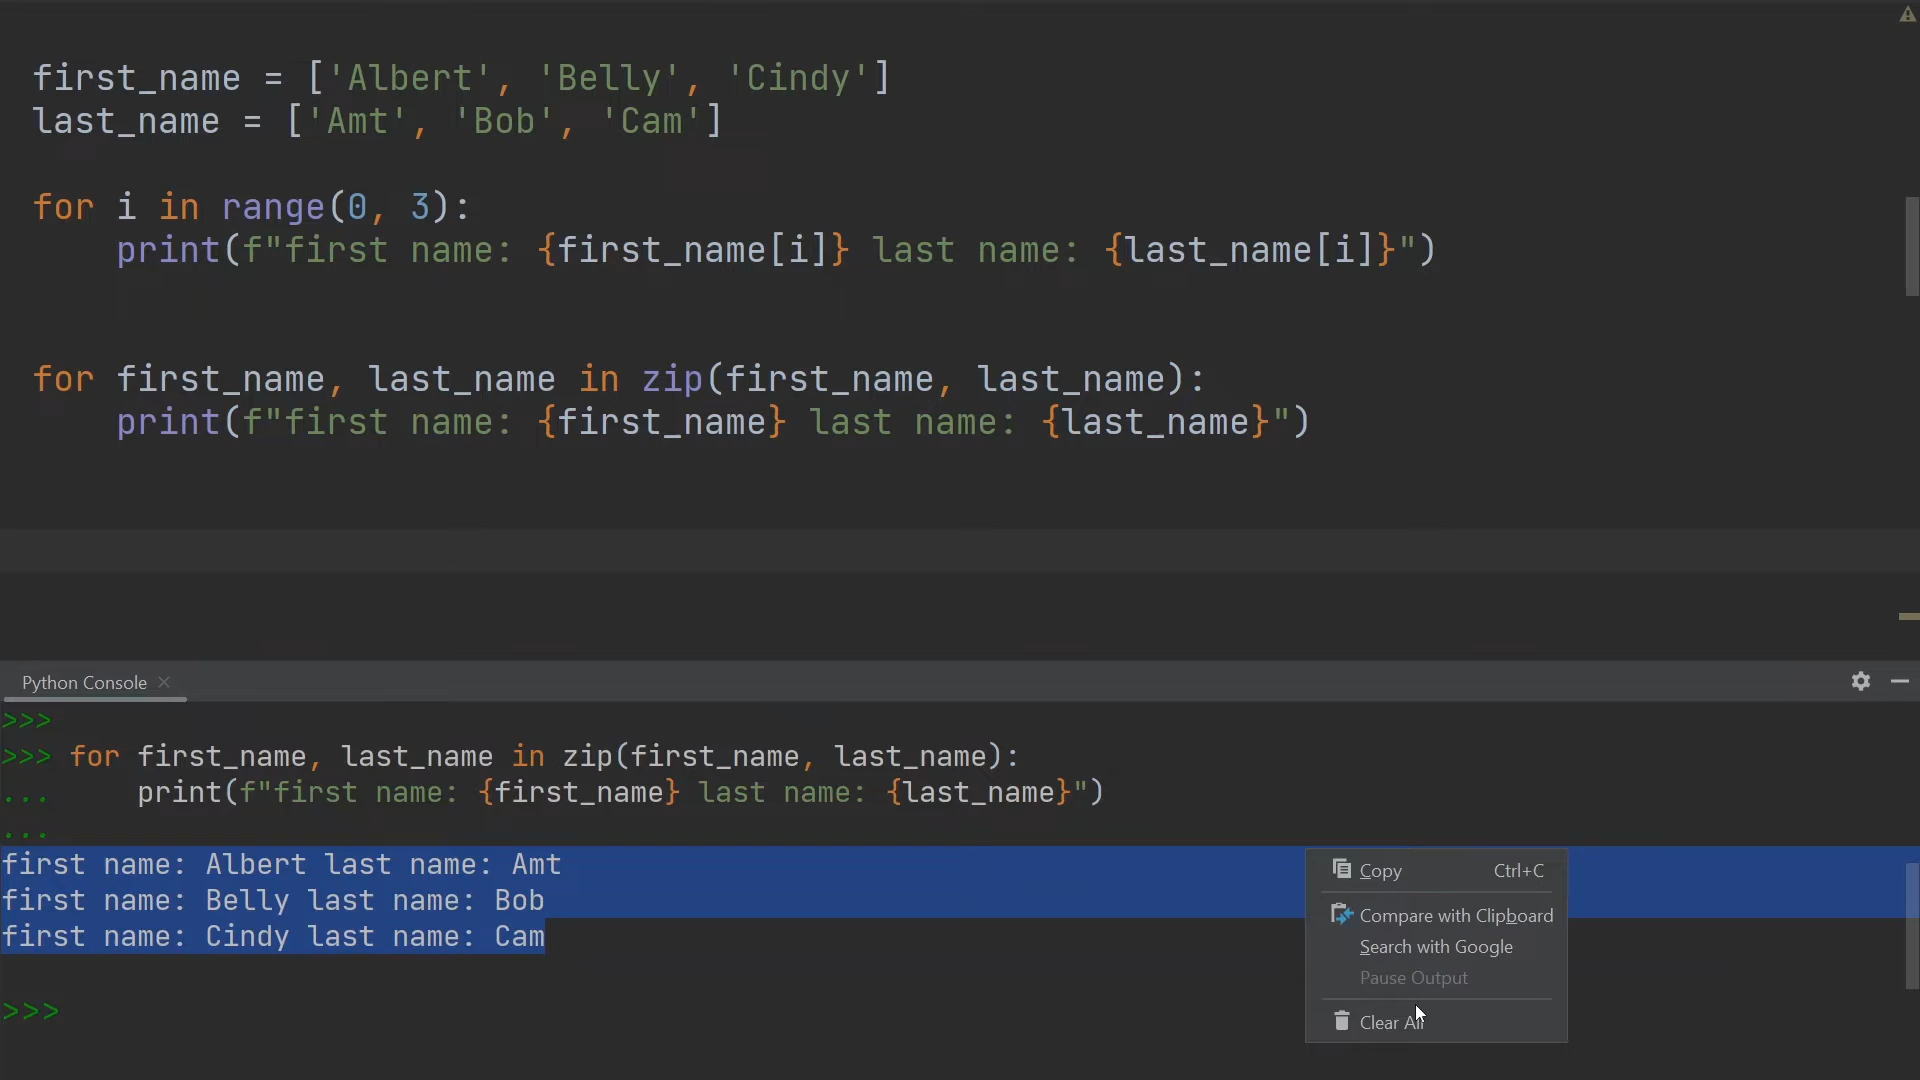 first_name = ['Albert', 'Belly', 'Cindy']
last_name = ['Amt', 'Bob', 'Cam']
for i in range(0, 3):
    print(f"first name: {first_name[i]} last name: {last_name[i]}")
for first_name, last_name in zip(first_name, last_name):
    print(f"first name: {first_name} last name: {last_name}")
Python Console
>>>
>>> for first_name, last_name in zip(first_name, last_name):
...     print(f"first name: {first_name} last name: {last_name}")
...
first name: Albert last name: Amt
first name: Belly last name: Bob
first name: Cindy last name: Cam
>>>
Copy Ctrl+C
Compare with Clipboard
Search with Google
Pause Output
Clear All